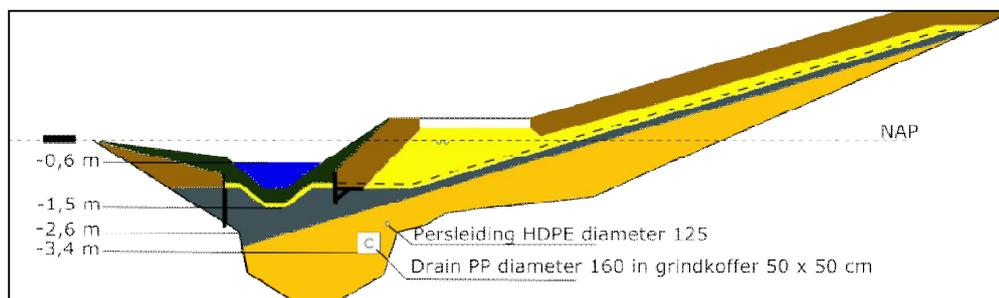 NAP
-0,6 m
-1,5 m
-2,6 m
-3,4 m
Persleiding HDPE diameter 125
C
Drain PP diameter 160 in grindkoffer 50 x 50 cm